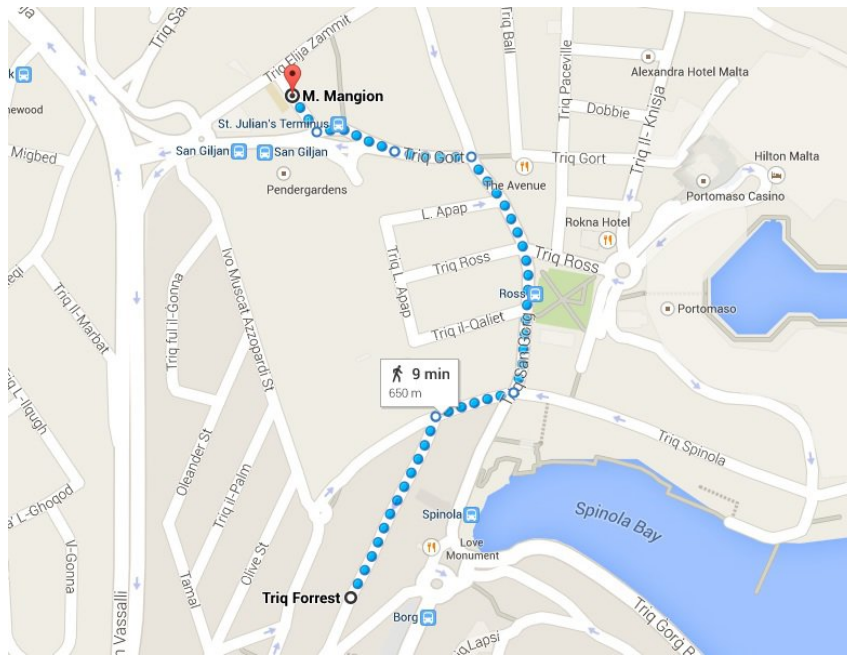 Triq Elija Zammit
Triq Ball
Triq Paceville
Alexandra Hotel Malta
M. Mangion
Dobbie
Triq Il- Knisja
St. Julian's Terminus
Migbed
San Giljan
San Giljan
Triq Gort
Triq Gort
Pendergardens
The Avenue
Hilton Malta
Portomaso Casino
L. Apap
Rokna Hotel
Triq L. Apap
Triq Ross
Triq Ross
Ross
Portomaso
Triq il-Qaliet
Triq San Gorg
Ivo Muscat Azzopardi St
Triq ful il-Gonna
Triq Il-Marbat
9 min
650 m
Triq Spinola
Oleander St
Triq il-Palm
Olive St
Spinola
Love
Monument
Spinola Bay
V-Gonna
Tamal
Triq Forrest
Borg
Vassalli
Triq Lapsi